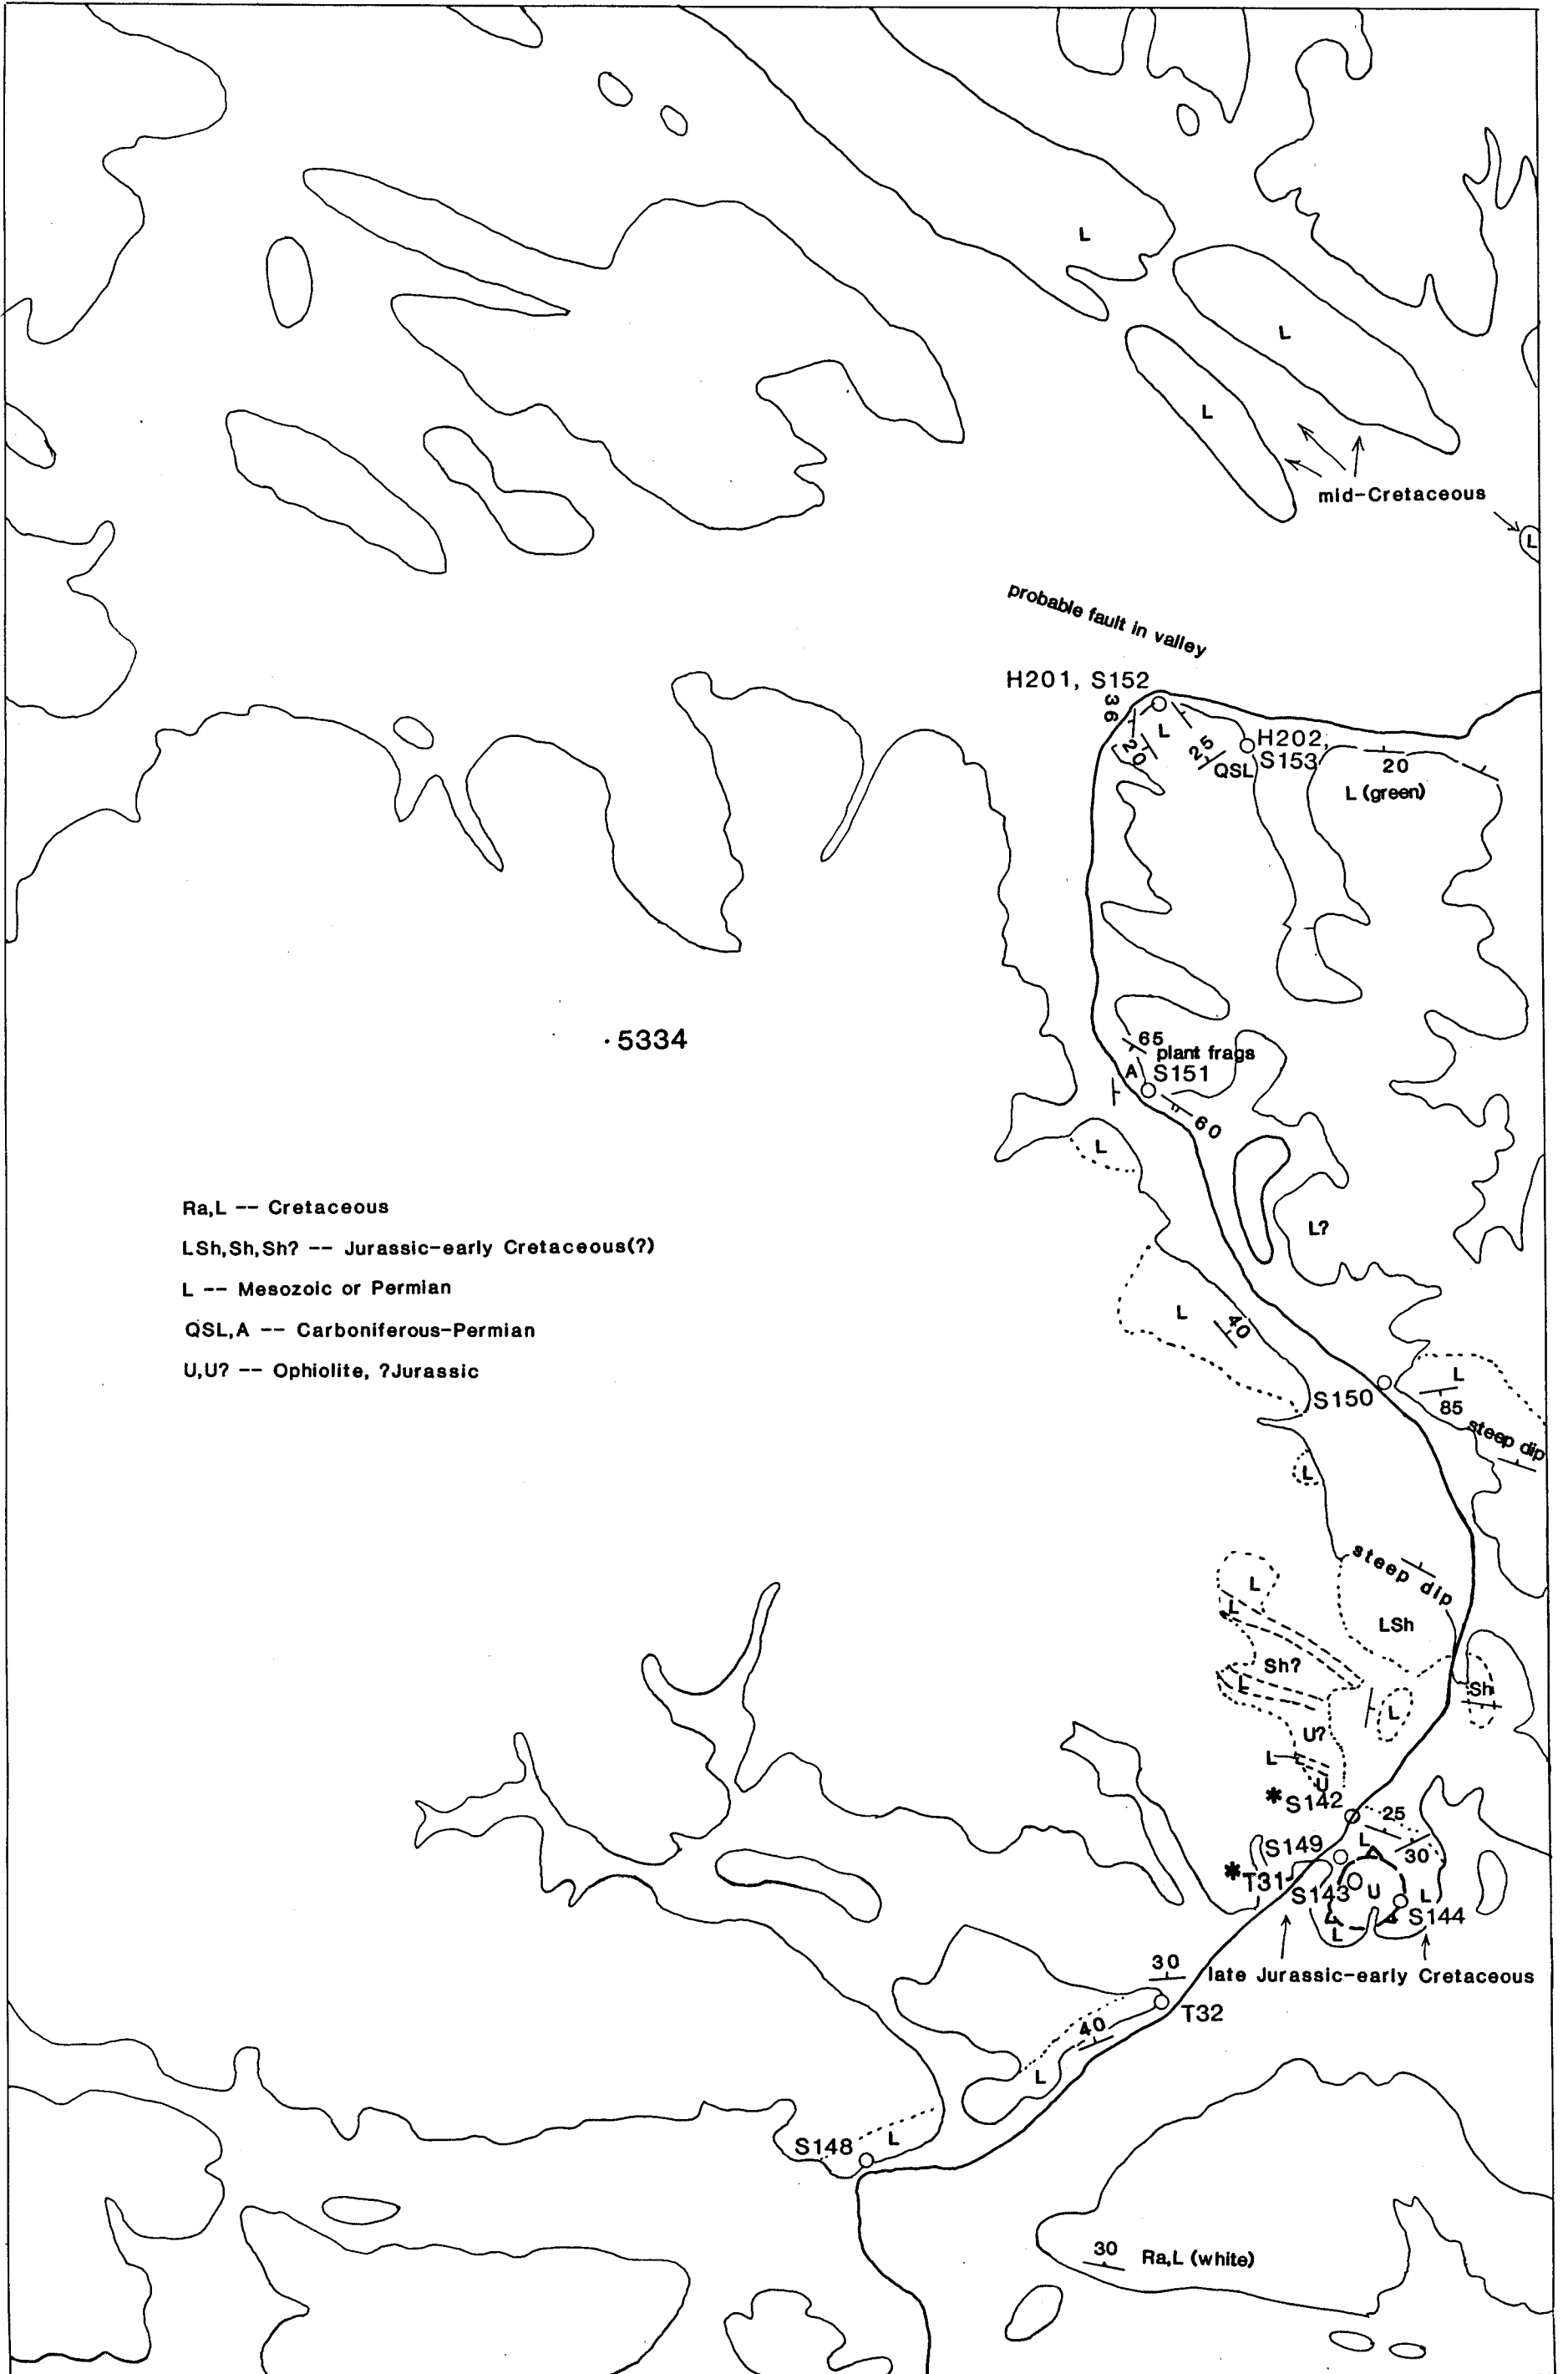 L
L
L
mid-Cretaceous
L
probable fault in valley
H201, S152
36
L
20
25
QSL
H202,
S153
20
L (green)
5334
65
plant frags
A
S151
60
L
L?
Ra,L -- Cretaceous
LSh,Sh,Sh? -- Jurassic-early Cretaceous(?)
L -- Mesozoic or Permian
QSL,A -- Carboniferous-Permian
U,U? -- Ophiolite, ?Jurassic
L
40
S150
L
85
steep dip
L
steep dip
L
L
LSh
Sh?
L
Sh
L
U?
L
L
U
*S142
25
S149
L
30
*T31
S143
U
L
S144
L
late Jurassic-early Cretaceous
30
T32
40
L
S148
L
30
Ra,L (white)